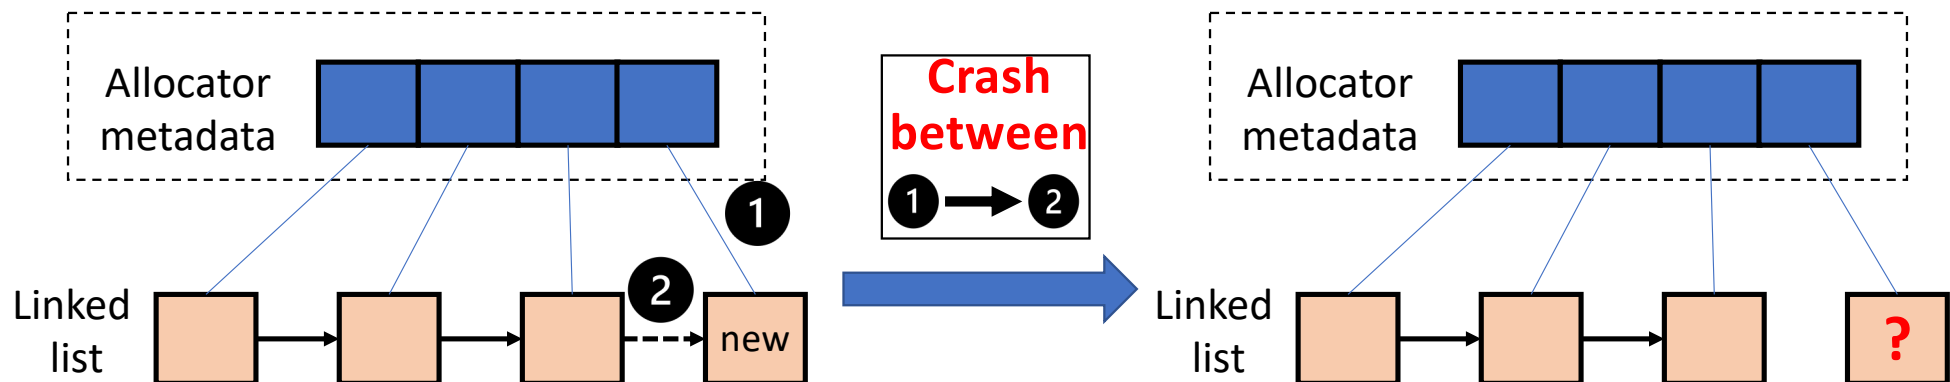 Allocator
metadata
1
2
Linked
list
new
Crash
between
1 2
Allocator
metadata
Linked
list
?